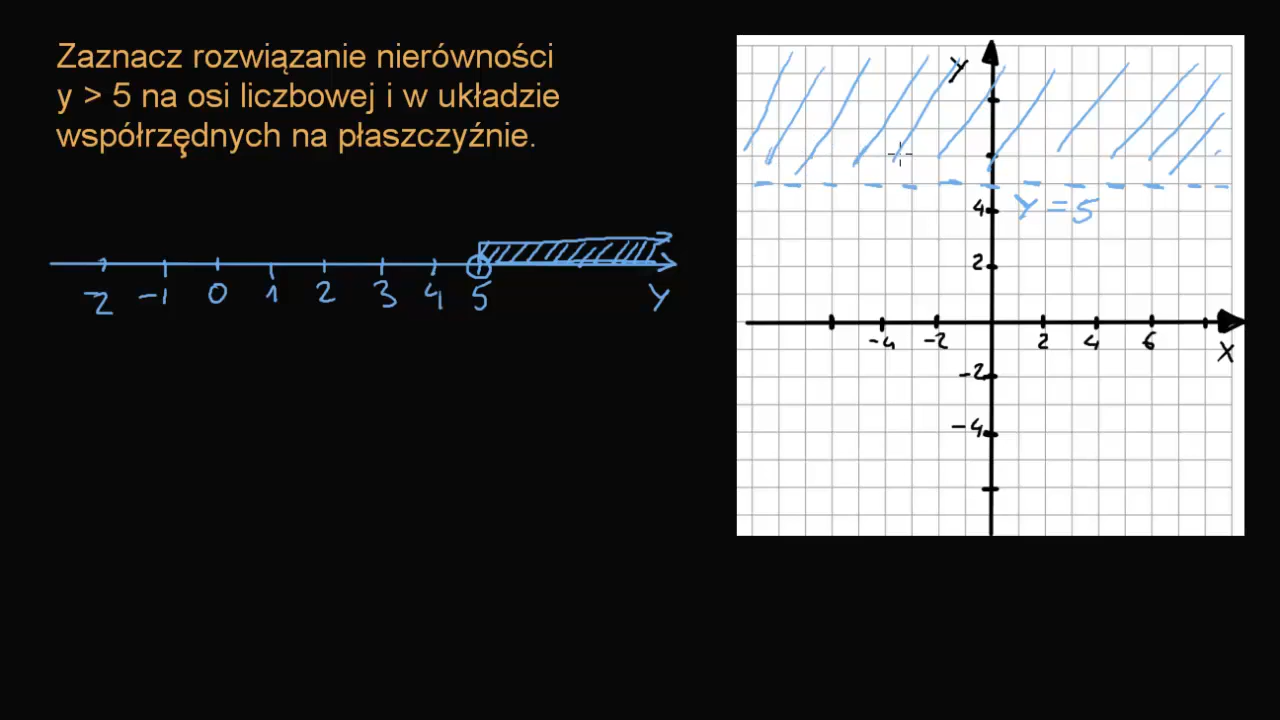 Zaznacz rozwiązanie nierówności
y > 5 na osi liczbowej i w układzie
współrzędnych na płaszczyźnie.
-2 -1 0 1 2 3 4 5 Y
Y
4
Y = 5
2
-4 -2 2 4 6 X
-2
-4